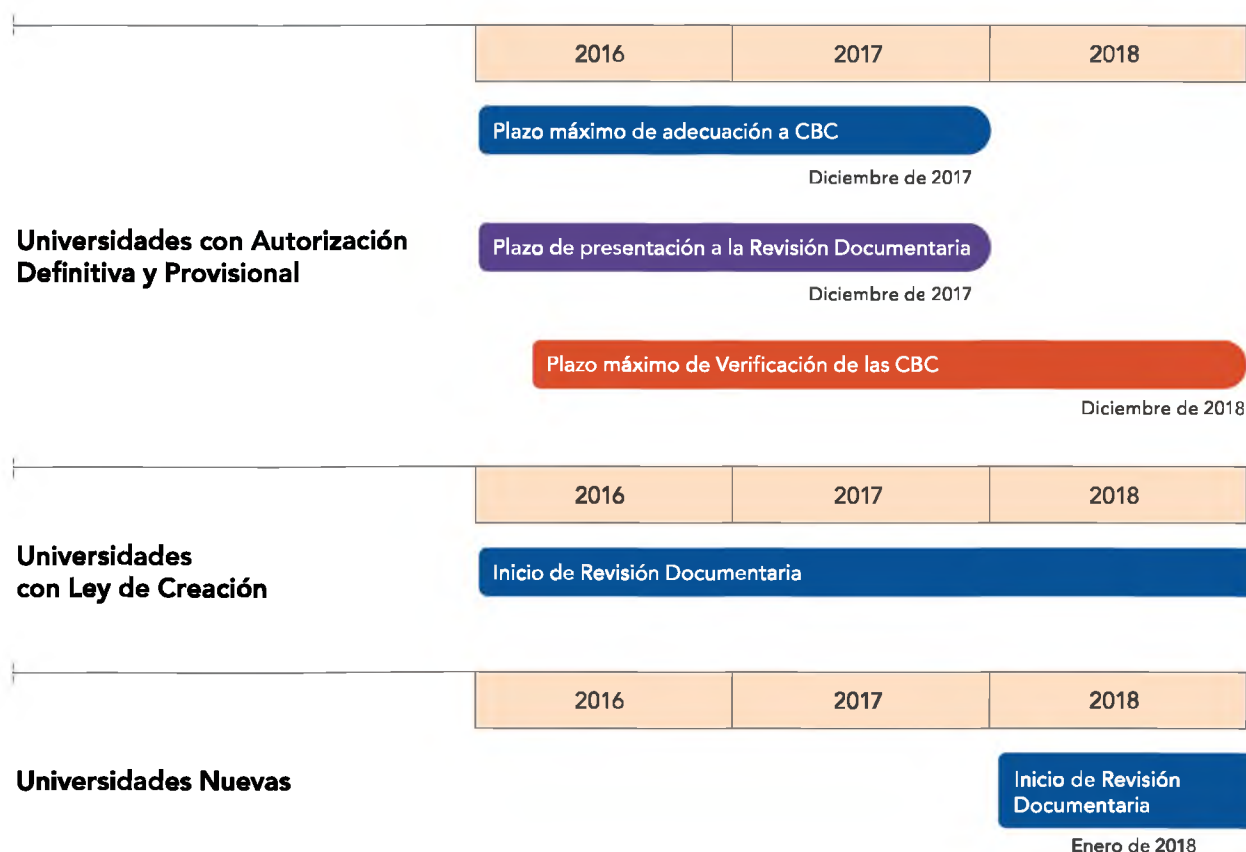 2016 2017 2018
Plazo máximo de adecuación a CBC
Diciembre de 2017
Universidades con Autorización
Definitiva y Provisional
Plazo de presentación a la Revisión Documentaria
Diciembre de 2017
Plazo máximo de Verificación de las CBC
Diciembre de 2018
2016 2017 2018
Universidades
con Ley de Creación
Inicio de Revisión Documentaria
2016 2017 2018
Universidades Nuevas
Inicio de Revisión
Documentaria
Enero de 2018